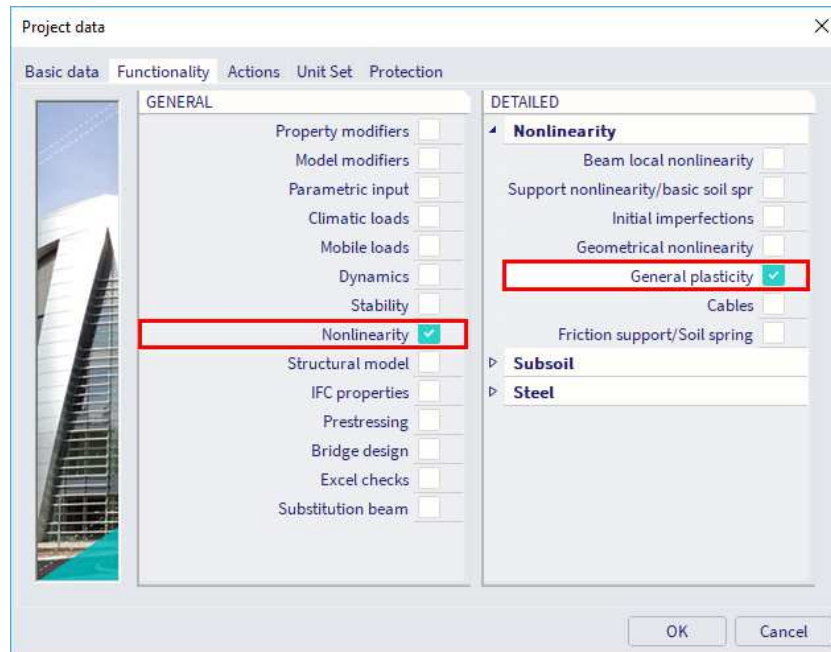 Project data
Basic data Functionality Actions Unit Set Protection
GENERAL
Property modifiers
Model modifiers
Parametric input
Climatic loads
Mobile loads
Dynamics
Stability
Nonlinearity
Structural model
IFC properties
Prestressing
Bridge design
Excel checks
Substitution beam
DETAILED
Nonlinearity
Beam local nonlinearity
Support nonlinearity/basic soil spr
Initial imperfections
Geometrical nonlinearity
General plasticity
Cables
Friction support/Soil spring
Subsoil
Steel
OK Cancel